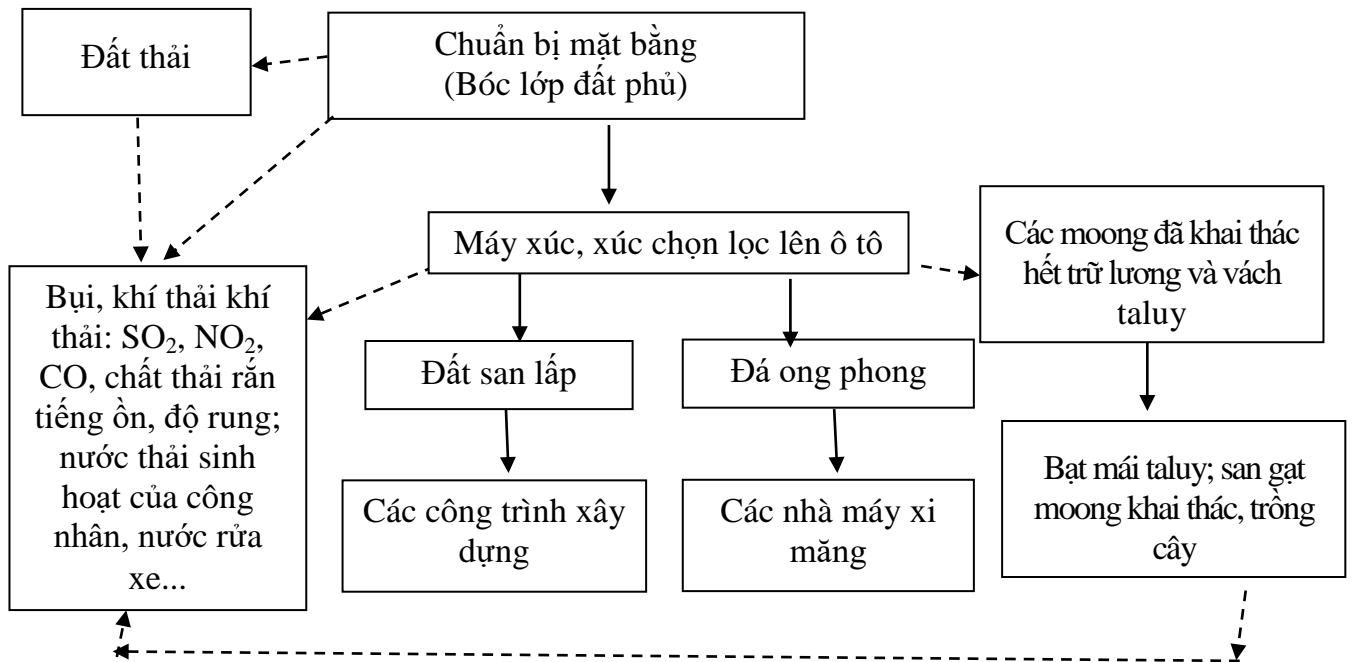 Đất thải
Chuẩn bị mặt bằng
(Bóc lớp đất phủ)
Máy xúc, xúc chọn lọc lên ô tô
Các moong đã khai thác
hết trữ lương và vách
taluy
Bụi, khí thải khí
thải: SO₂, NO₂,
CO, chất thải rắn
tiếng ồn, độ rung;
nước thải sinh
hoạt của công
nhân, nước rửa
xe...
Đất san lấp
Đá ong phong
Các công trình xây
dựng
Các nhà máy xi
măng
Bạt mái taluy; san gạt
moong khai thác, trồng
cây